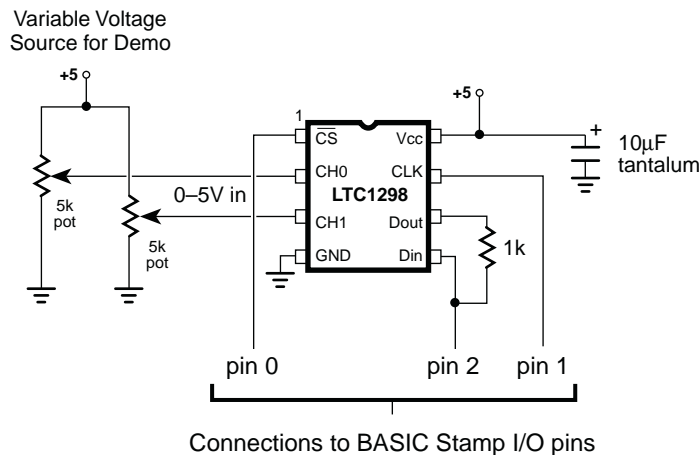 Variable Voltage
Source for Demo
+5
5k
pot
5k
pot
0–5V in
1
CS
CH0
CH1
GND
LTC1298
Vcc
CLK
Dout
Din
+5
+
10µF
tantalum
1k
pin 0
pin 2
pin 1
Connections to BASIC Stamp I/O pins